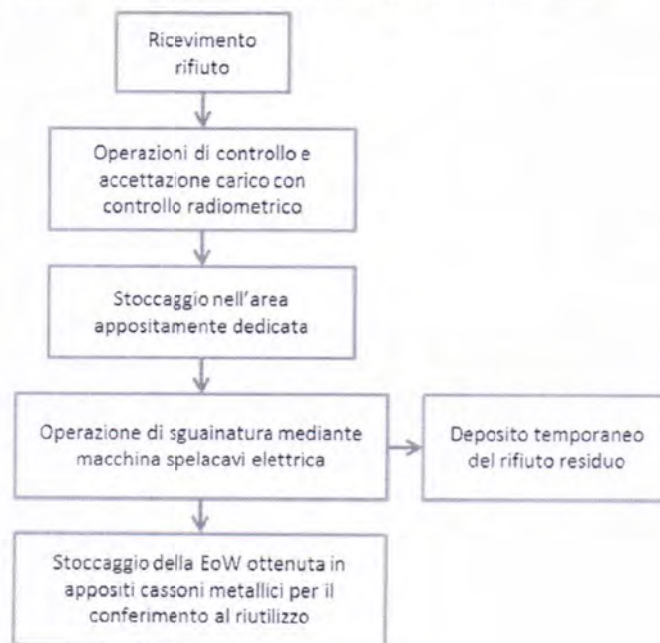 Ricevimento
rifiuto
Operazioni di controllo e
accettazione carico con
controllo radiometrico
Stoccaggio nell'area
appositamente dedicata
Operazione di sguainatura mediante
macchina spelacavi elettrica
Deposito temporaneo
del rifiuto residuo
Stoccaggio della EoW ottenuta in
appositi cassoni metallici per il
conferimento al riutilizzo